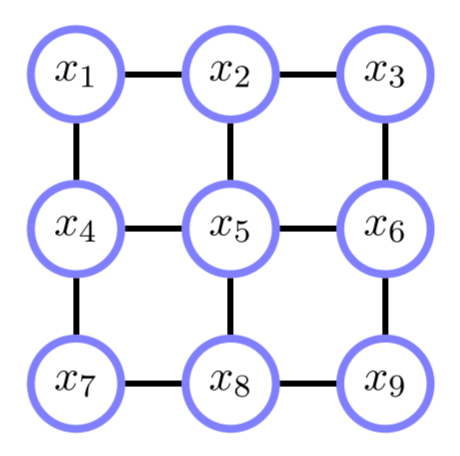 x₁ x₂ x₃
x₄ x₅ x₆
x₇ x₈ x₉